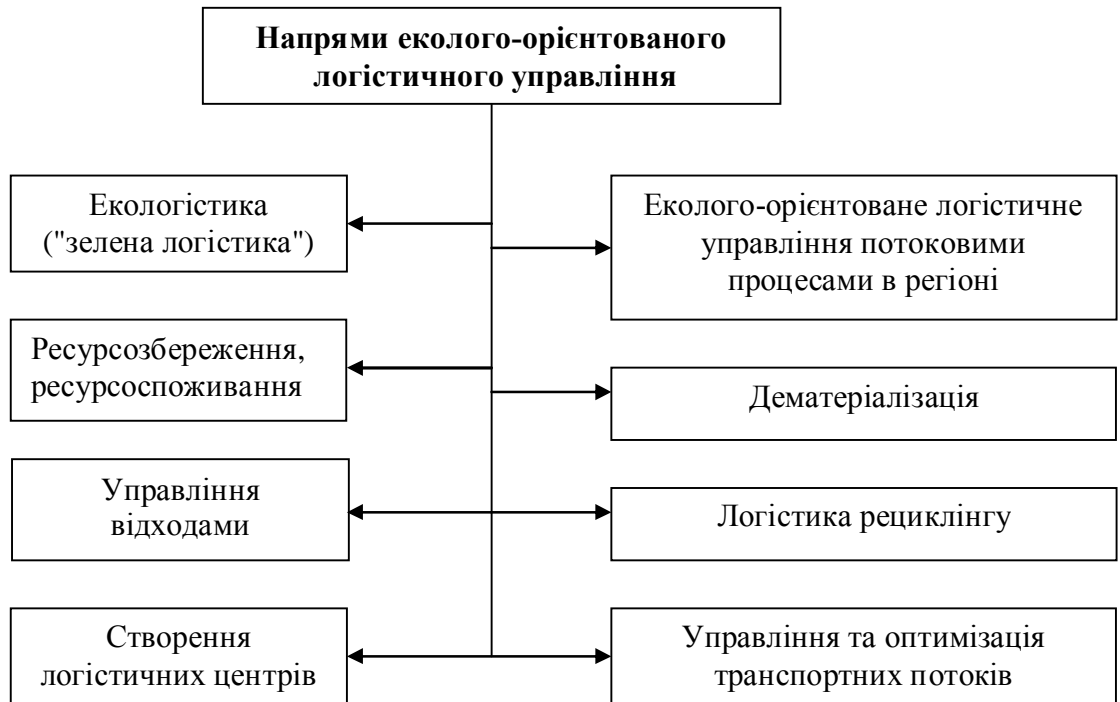 Напрями еколого-орієнтованого
логістичного управління
Екологістика
("зелена логістика")
Еколого-орієнтоване логістичне
управління потоковими
процесами в регіоні
Ресурсозбереження,
ресурсоспоживання
Дематеріалізація
Управління
відходами
Логістика рециклінгу
Створення
логістичних центрів
Управління та оптимізація
транспортних потоків